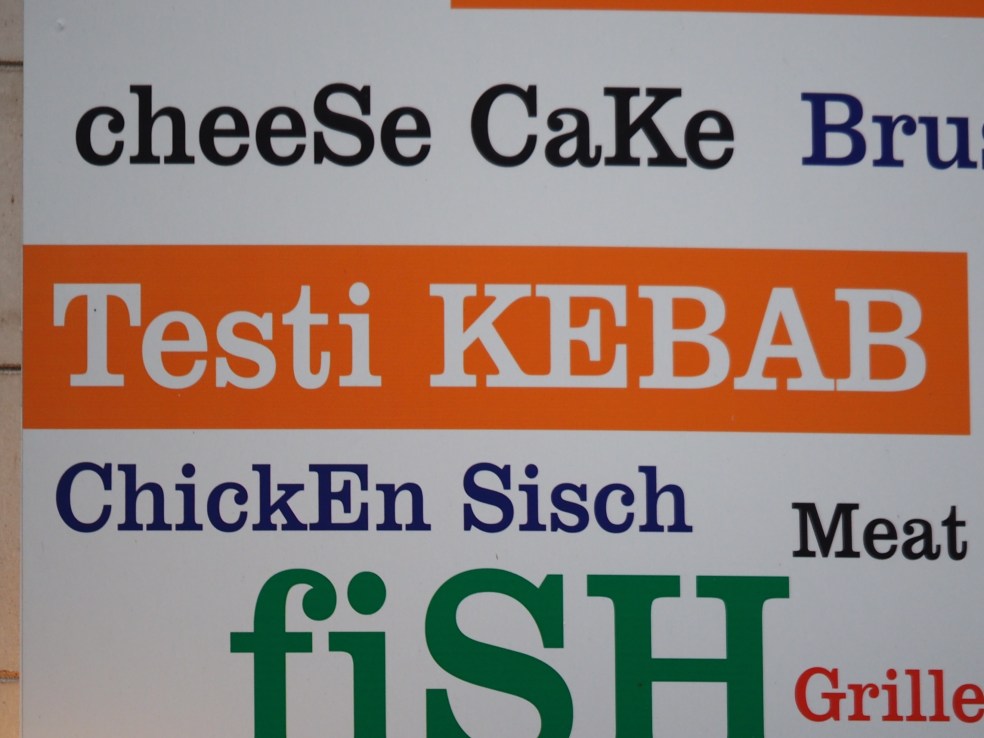 cheeSe CaKe Brus
Testi KEBAB
ChickEn Sisch
Meat
fiSH
Grille